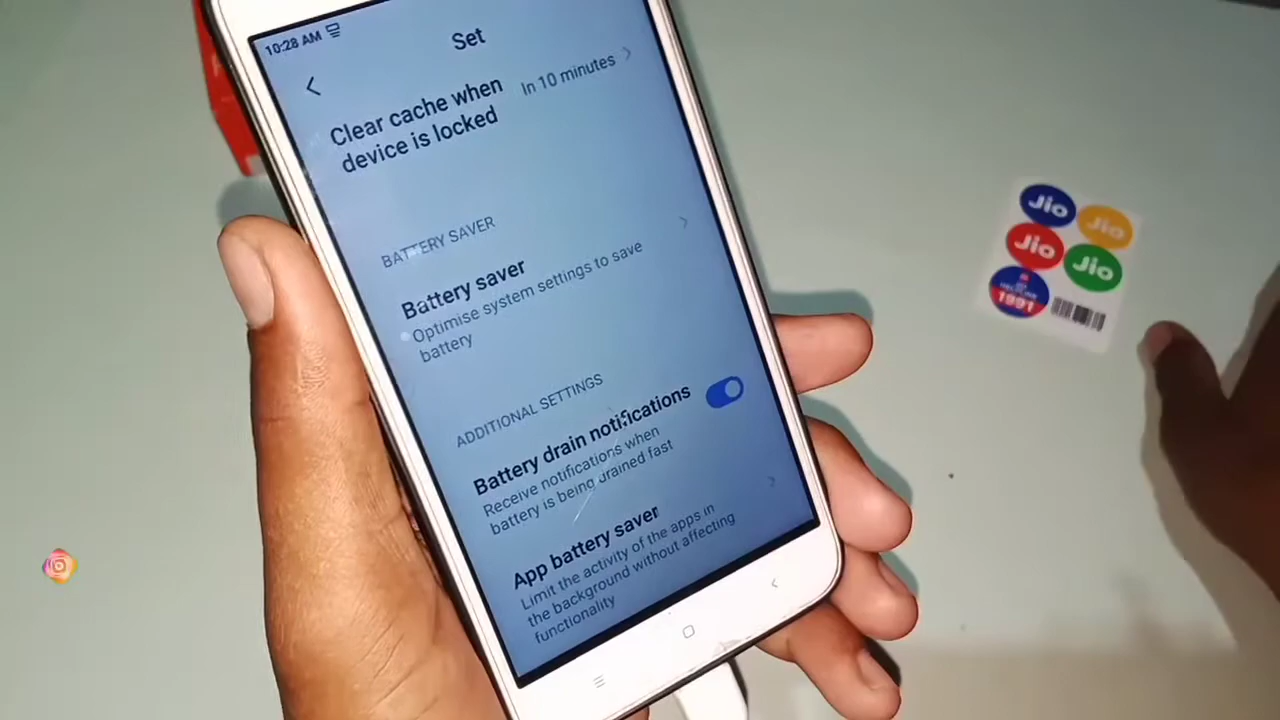 10:28 AM
Set
Clear cache when
device is locked
In 10 minutes
BATTERY SAVER
Battery saver
Optimise system settings to save
battery
ADDITIONAL SETTINGS
Battery drain notifications
Receive notifications when
battery is being drained fast
App battery saver
Limit the activity of the apps in
the background without affecting
functionality
Jio
Jio
Jio
Jio
1991